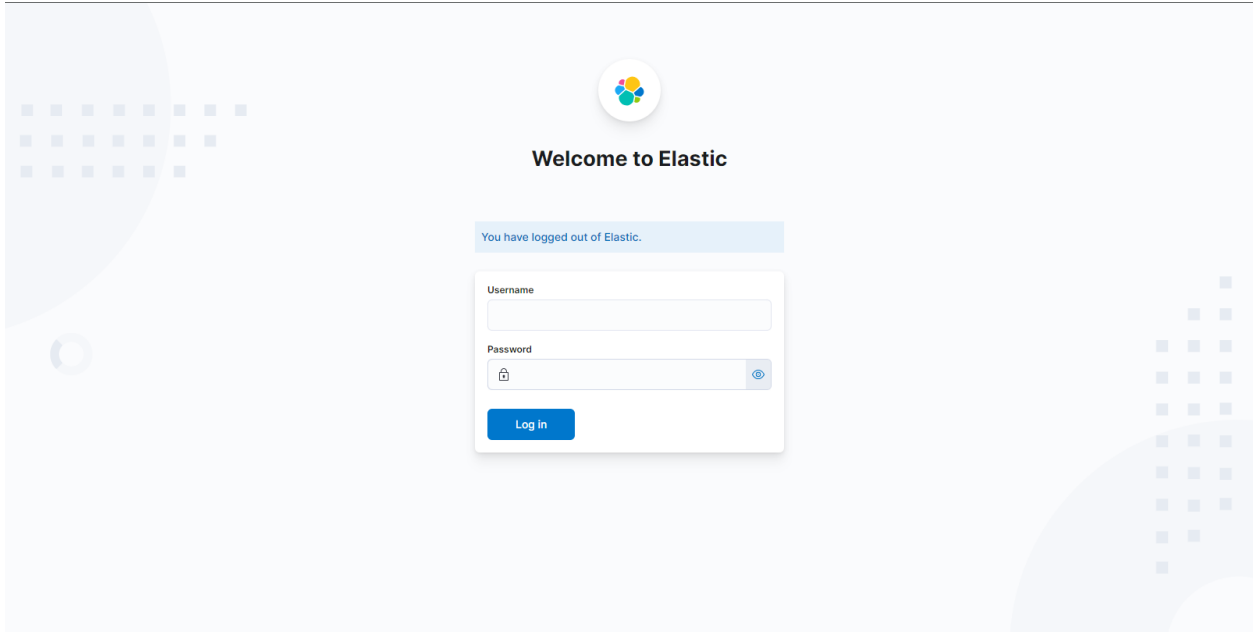 Welcome to Elastic
You have logged out of Elastic.
Username
Password
Log in